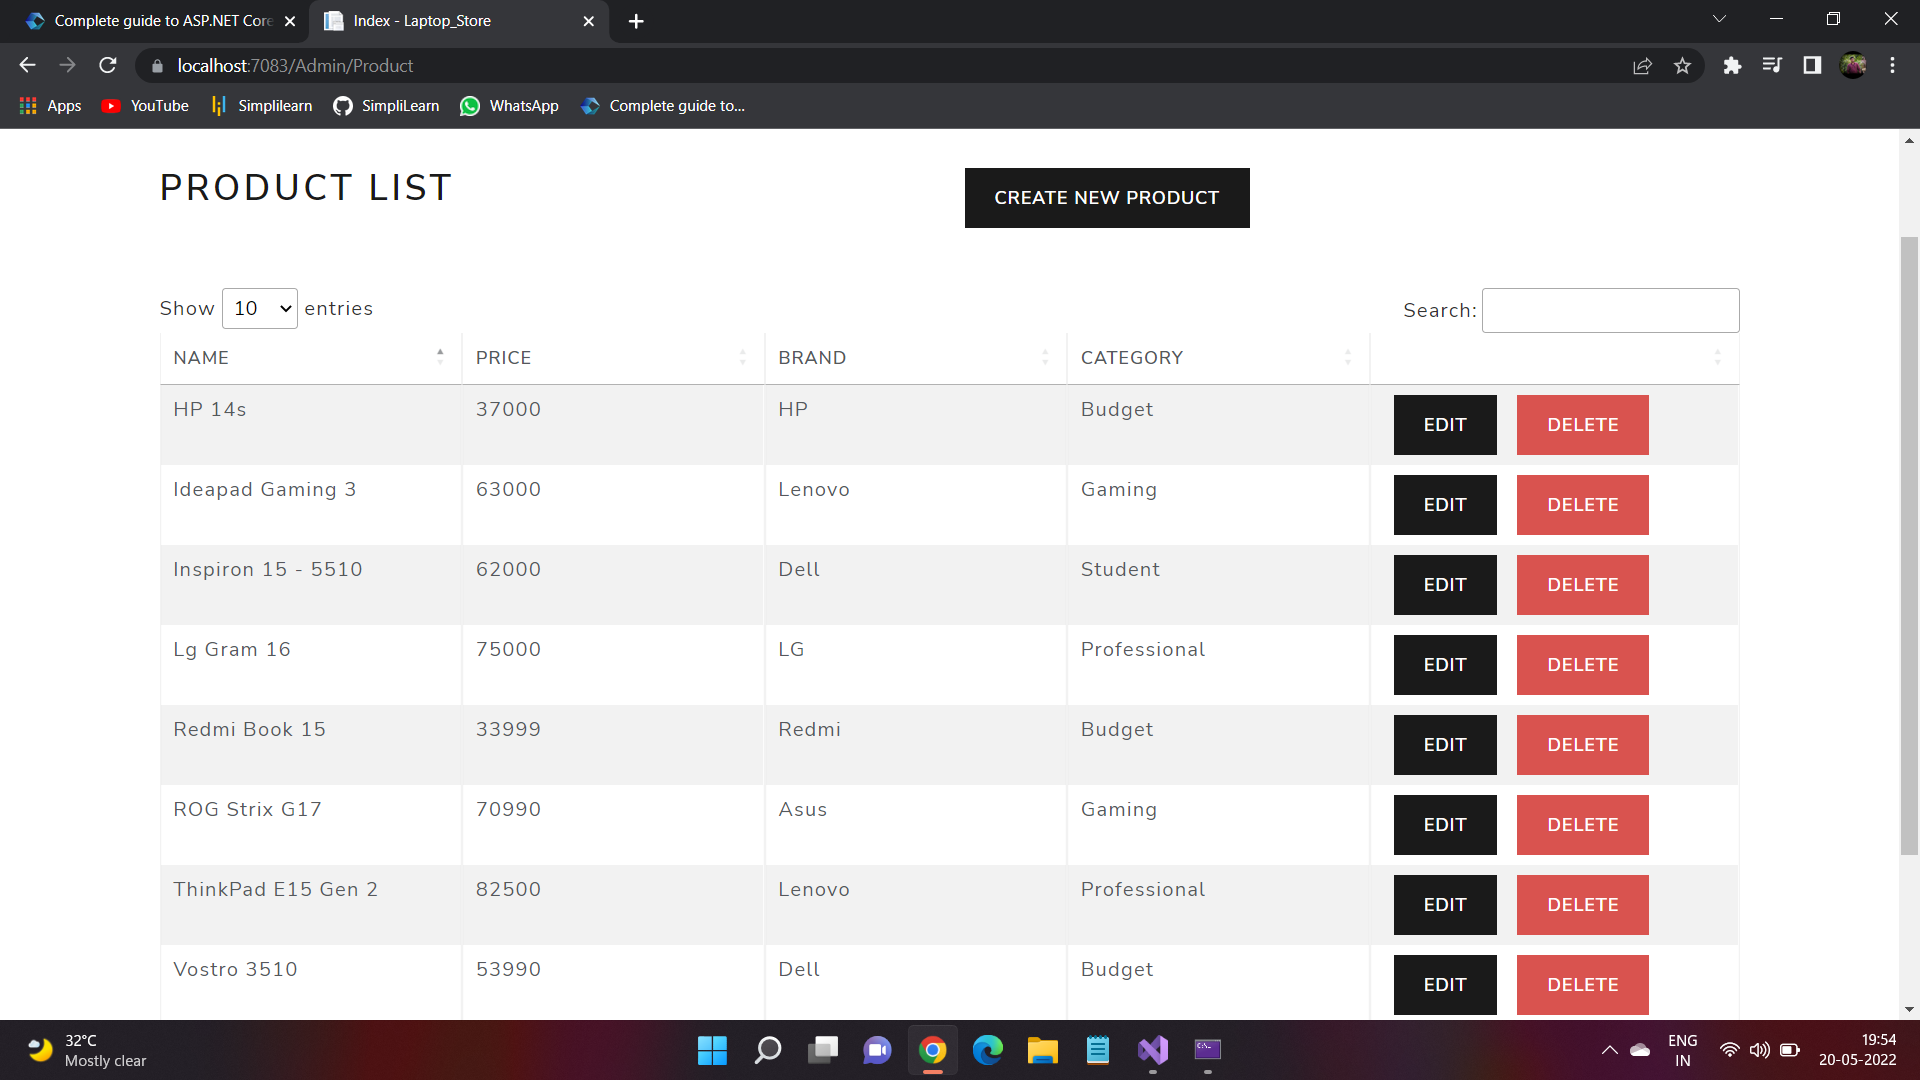 Complete guide to ASP.NET Core
Index - Laptop_Store
localhost:7083/Admin/Product
Apps YouTube Simplilearn SimpliLearn WhatsApp Complete guide to...
PRODUCT LIST CREATE NEW PRODUCT
Show 10 entries Search:
NAME PRICE BRAND CATEGORY
HP 14s 37000 HP Budget EDIT DELETE
Ideapad Gaming 3 63000 Lenovo Gaming EDIT DELETE
Inspiron 15 - 5510 62000 Dell Student EDIT DELETE
Lg Gram 16 75000 LG Professional EDIT DELETE
Redmi Book 15 33999 Redmi Budget EDIT DELETE
ROG Strix G17 70990 Asus Gaming EDIT DELETE
ThinkPad E15 Gen 2 82500 Lenovo Professional EDIT DELETE
Vostro 3510 53990 Dell Budget EDIT DELETE
32°C
Mostly clear
ENG
IN
19:54
20-05-2022